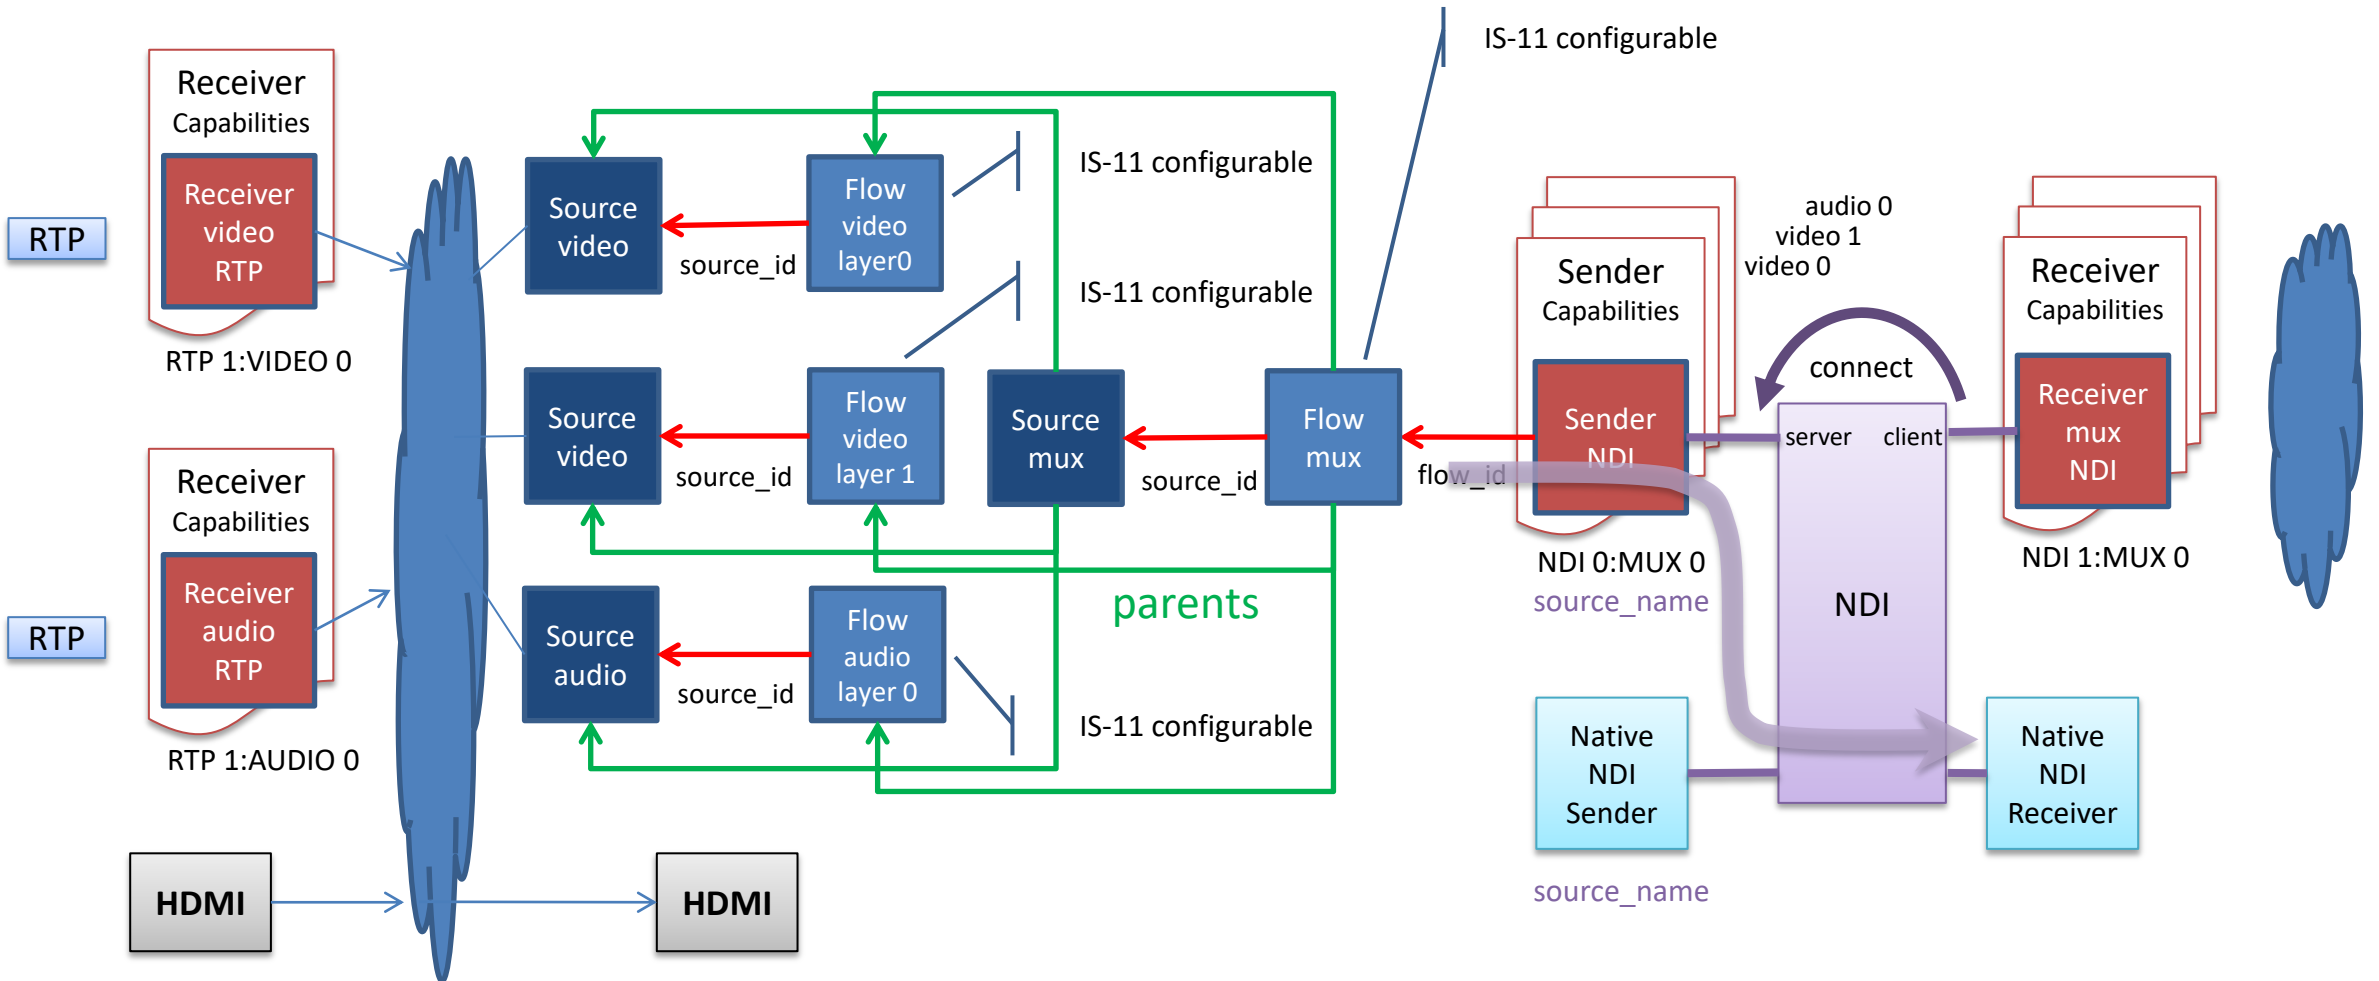 IS-11 configurable
Receiver
Capabilities
Receiver
video
RTP
RTP
RTP 1:VIDEO 0
Source
video
source_id
Flow
video
layer0
IS-11 configurable
IS-11 configurable
Receiver
Capabilities
Receiver
audio
RTP
RTP
RTP 1:AUDIO 0
Source
video
source_id
Flow
video
layer 1
Source
mux
source_id
Flow
mux
flow_id
parents
Source
audio
source_id
Flow
audio
layer 0
IS-11 configurable
HDMI
HDMI
Sender
Capabilities
Sender
NDI
NDI 0:MUX 0
source_name
audio 0
video 1
video 0
connect
server
client
NDI
Receiver
Capabilities
Receiver
mux
NDI
NDI 1:MUX 0
Native
NDI
Sender
source_name
Native
NDI
Receiver